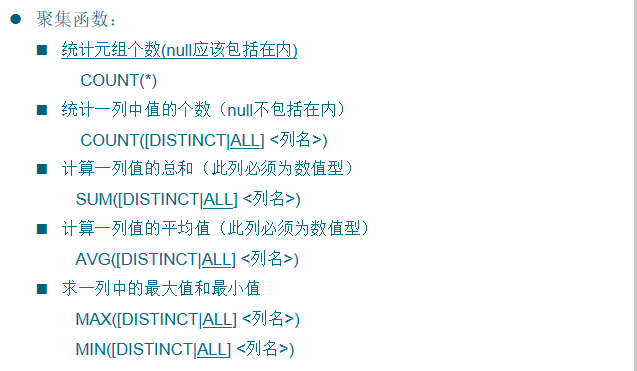 聚集函数：
统计元组个数(null应该包括在内)
COUNT(*)
统计一列中值的个数（null不包括在内）
COUNT([DISTINCT|ALL] <列名>)
计算一列值的总和（此列必须为数值型）
SUM([DISTINCT|ALL] <列名>)
计算一列值的平均值（此列必须为数值型）
AVG([DISTINCT|ALL] <列名>)
求一列中的最大值和最小值
MAX([DISTINCT|ALL] <列名>)
MIN([DISTINCT|ALL] <列名>)